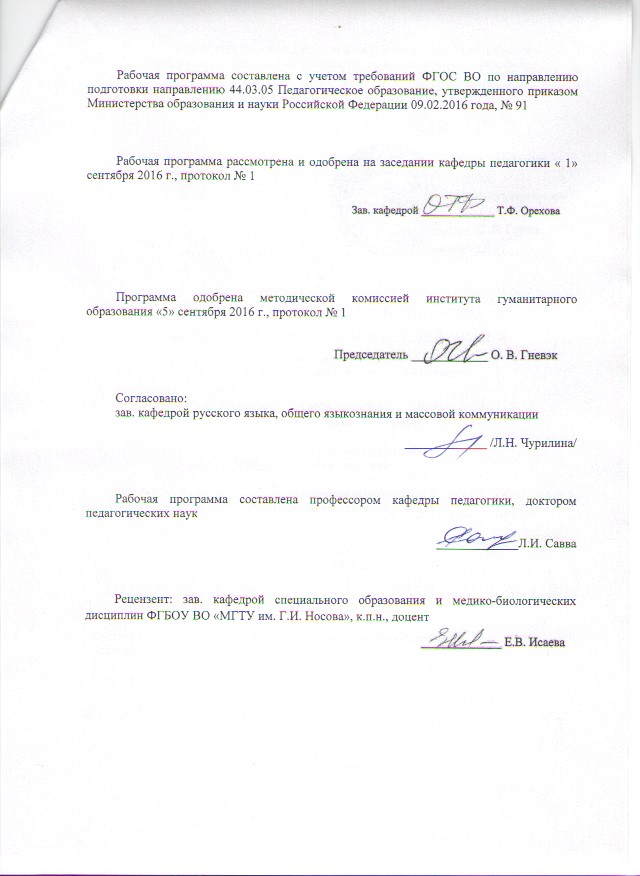 Рабочая программа составлена с учетом требований ФГОС ВО по направлению
подготовки направлению 44.03.05 Педагогическое образование, утвержденного приказом
Министерства образования и науки Российской Федерации 09.02.2016 года, № 91
Рабочая программа рассмотрена и одобрена на заседании кафедры педагогики « 1»
сентября 2016 г., протокол № 1
Зав. кафедрой ____________ Т.Ф. Орехова
Программа одобрена методической комиссией института гуманитарного
образования «5» сентября 2016 г., протокол № 1
Председатель ____________ О. В. Гневэк
Согласовано:
зав. кафедрой русского языка, общего языкознания и массовой коммуникации
____________ /Л.Н. Чурилина/
Рабочая программа составлена профессором кафедры педагогики, доктором
педагогических наук
____________Л.И. Савва
Рецензент: зав. кафедрой специального образования и медико-биологических
дисциплин ФГБОУ ВО «МГТУ им. Г.И. Носова», к.п.н., доцент
____________ Е.В. Исаева